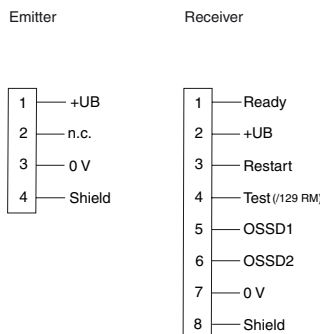 Emitter
1 +UB
2 n.c.
3 0 V
4 Shield
Receiver
1 Ready
2 +UB
3 Restart
4 Test (/129 RM)
5 OSSD1
6 OSSD2
7 0 V
8 Shield